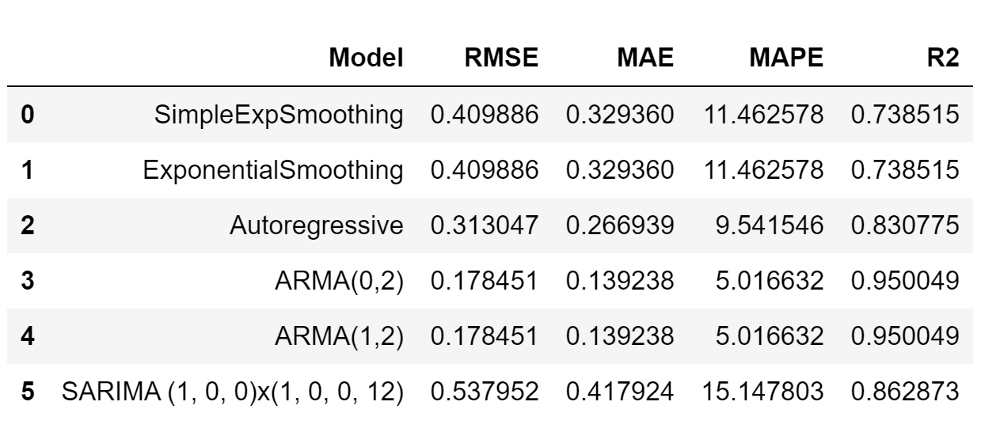 Model RMSE MAE MAPE R2
0 SimpleExpSmoothing 0.409886 0.329360 11.462578 0.738515
1 ExponentialSmoothing 0.409886 0.329360 11.462578 0.738515
2 Autoregressive 0.313047 0.266939 9.541546 0.830775
3 ARMA(0,2) 0.178451 0.139238 5.016632 0.950049
4 ARMA(1,2) 0.178451 0.139238 5.016632 0.950049
5 SARIMA (1, 0, 0)x(1, 0, 0, 12) 0.537952 0.417924 15.147803 0.862873